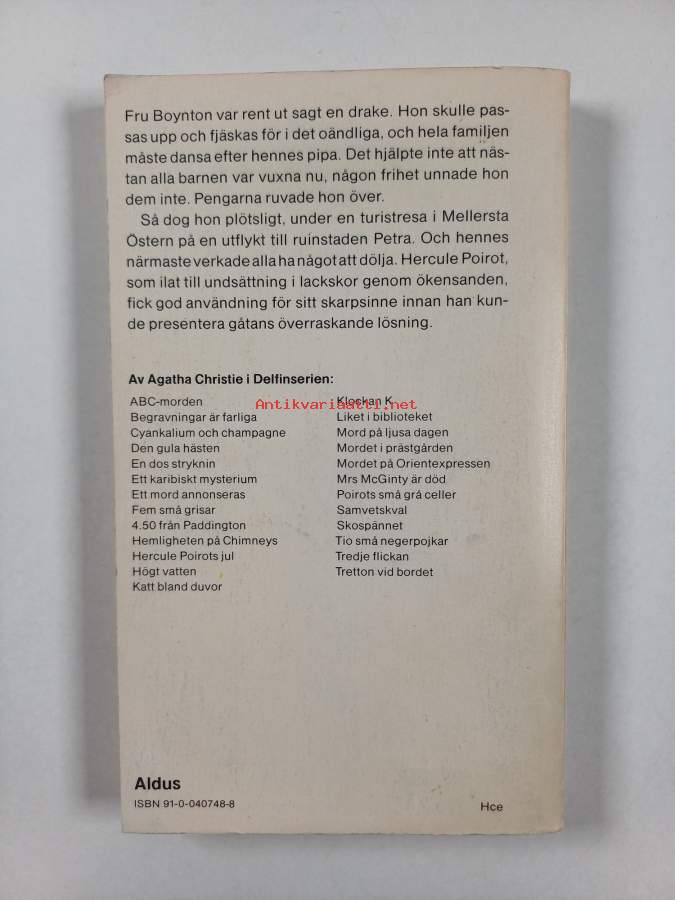 Fru Boynton var rent ut sagt en drake. Hon skulle pas-
sas upp och fjäskas för i det oändliga, och hela familjen
måste dansa efter hennes pipa. Det hjälpte inte att näs-
tan alla barnen var vuxna nu, någon frihet unnade hon
dem inte. Pengarna ruvade hon över.
Så dog hon plötsligt, under en turistresa i Mellersta
Östern på en utflykt till ruinstaden Petra. Och hennes
närmaste verkade alla ha något att dölja. Hercule Poirot,
som ilat till undsättning i lackskor genom ökensanden,
fick god användning för sitt skarpsinne innan han kun-
de presentera gåtans överraskande lösning.
Av Agatha Christie i Delfinserien:
ABC-morden
Begravningar är farliga
Cyankalium och champagne
Den gula hästen
En dos stryknin
Ett karibiskt mysterium
Ett mord annonseras
Fem små grisar
4.50 från Paddington
Hemligheten på Chimneys
Hercule Poirots jul
Högt vatten
Katt bland duvor
Klockan K
Liket i biblioteket
Mord på ljusa dagen
Mordet i prästgården
Mordet på Orientexpressen
Mrs McGinty är död
Poirots små grå celler
Samvetskval
Skospännet
Tio små negerpojkar
Tredje flickan
Tretton vid bordet
Antikvariaatti.net
Aldus
ISBN 91-0-040748-8
Hce